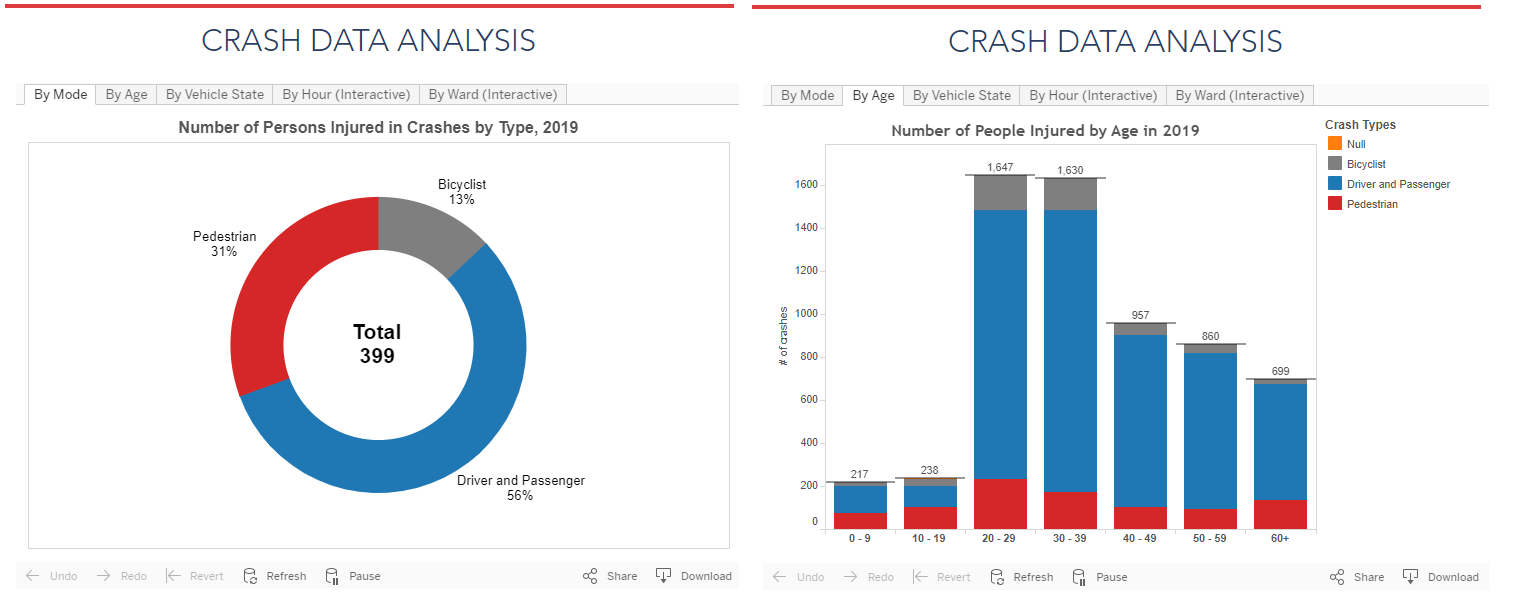 CRASH DATA ANALYSIS
By Mode By Age By Vehicle State By Hour (Interactive) By Ward (Interactive)
Number of Persons Injured in Crashes by Type, 2019
Bicyclist
13%
Pedestrian
31%
Total
399
Driver and Passenger
56%
Undo Redo Revert Refresh Pause Share Download
CRASH DATA ANALYSIS
By Mode By Age By Vehicle State By Hour (Interactive) By Ward (Interactive)
Number of People Injured by Age in 2019
Crash Types
Null
Bicyclist
Driver and Passenger
Pedestrian
# of crashes
1600
1400
1200
1000
800
600
400
200
0
217
238
1,647
1,630
957
860
699
0 - 9 10 - 19 20 - 29 30 - 39 40 - 49 50 - 59 60+
Undo Redo Revert Refresh Pause Share Download